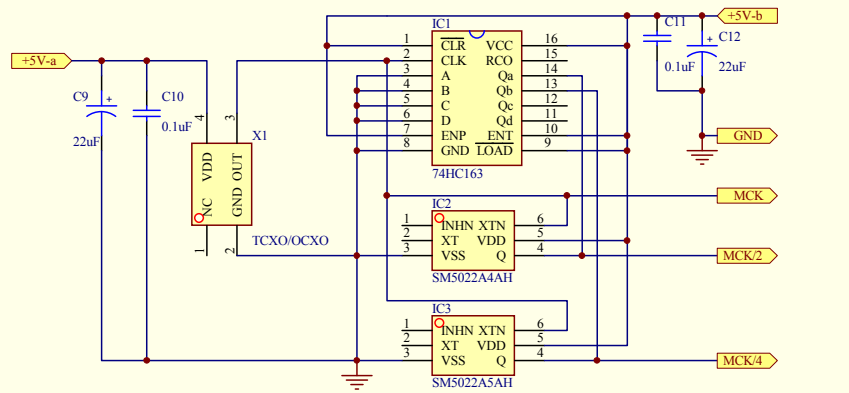 +5V-a
C9
+
22uF
C10
0.1uF
4
3
X1
VDD
OUT
NC
GND
1
2
TCXO/OCXO
IC1
1 CLR VCC 16
2 CLK RCO 15
3 A Qa 14
4 B Qb 13
5 C Qc 12
6 D Qd 11
7 ENP ENT 10
8 GND LOAD 9
74HC163
+5V-b
C11
0.1uF
+
C12
22uF
GND
MCK
IC2
1 INHN XTN 6
2 XT VDD 5
3 VSS Q 4
SM5022A4AH
MCK/2
IC3
1 INHN XTN 6
2 XT VDD 5
3 VSS Q 4
SM5022A5AH
MCK/4